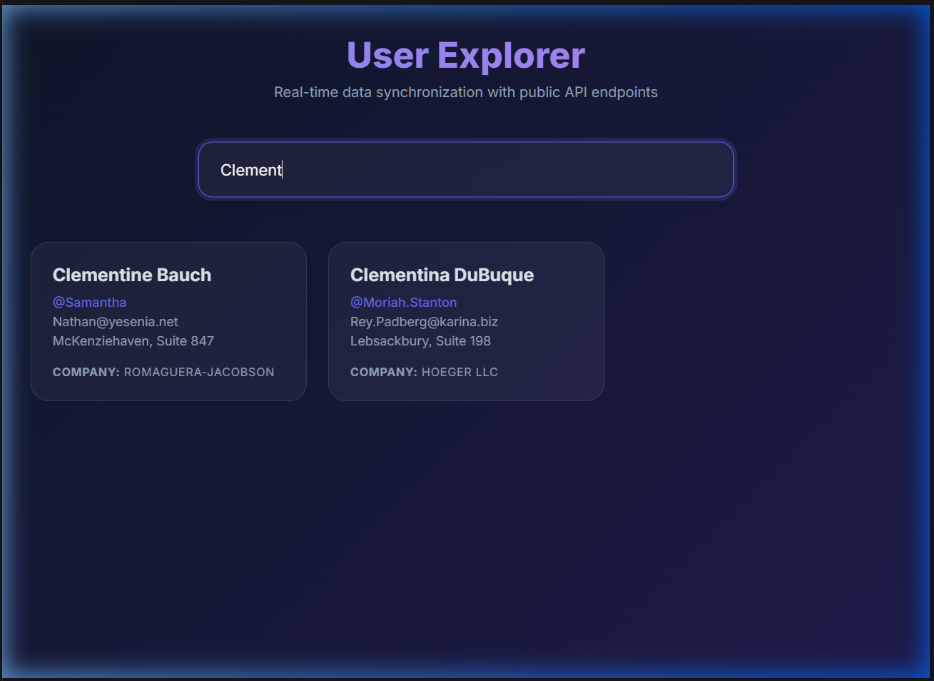 User Explorer
Real-time data synchronization with public API endpoints
Clement
Clementine Bauch
@Samantha
Nathan@yesenia.net
McKenziehaven, Suite 847
COMPANY: ROMAGUERA-JACOBSON
Clementina DuBuque
@Moriah.Stanton
Rey.Padberg@karina.biz
Lebsackbury, Suite 198
COMPANY: HOEGER LLC